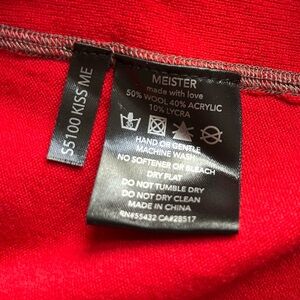 MEISTER
made with love
50% WOOL 40% ACRYLIC
10% LYCRA
HAND OR GENTLE
MACHINE WASH
NO SOFTENER OR BLEACH
DRY FLAT
DO NOT TUMBLE DRY
DO NOT DRY CLEAN
MADE IN CHINA
RN#55432 CA#28517
S5100 KISS ME